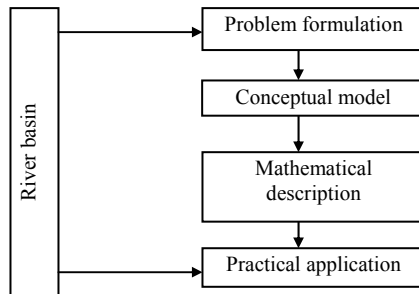 River basin
Problem formulation
Conceptual model
Mathematical
description
Practical application